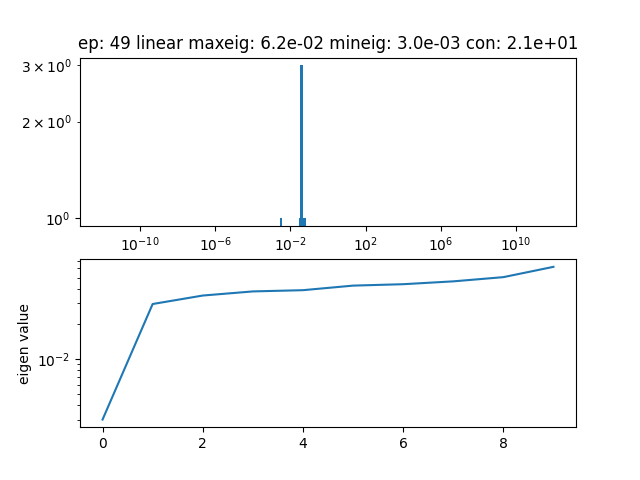 ep: 49 linear maxeig: 6.2e-02 mineig: 3.0e-03 con: 2.1e+01
3 × 10⁰
2 × 10⁰
10⁰
10⁻¹⁰ 10⁻⁶ 10⁻² 10² 10⁶ 10¹⁰
eigen value
10⁻²
0 2 4 6 8